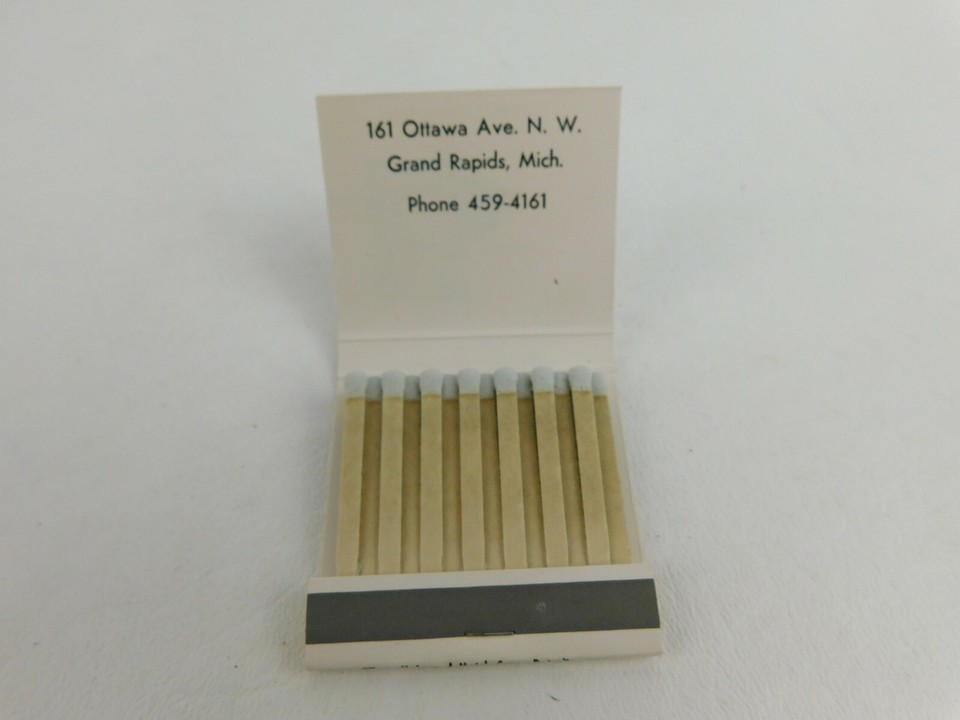 161 Ottawa Ave. N. W.
Grand Rapids, Mich.
Phone 459-4161